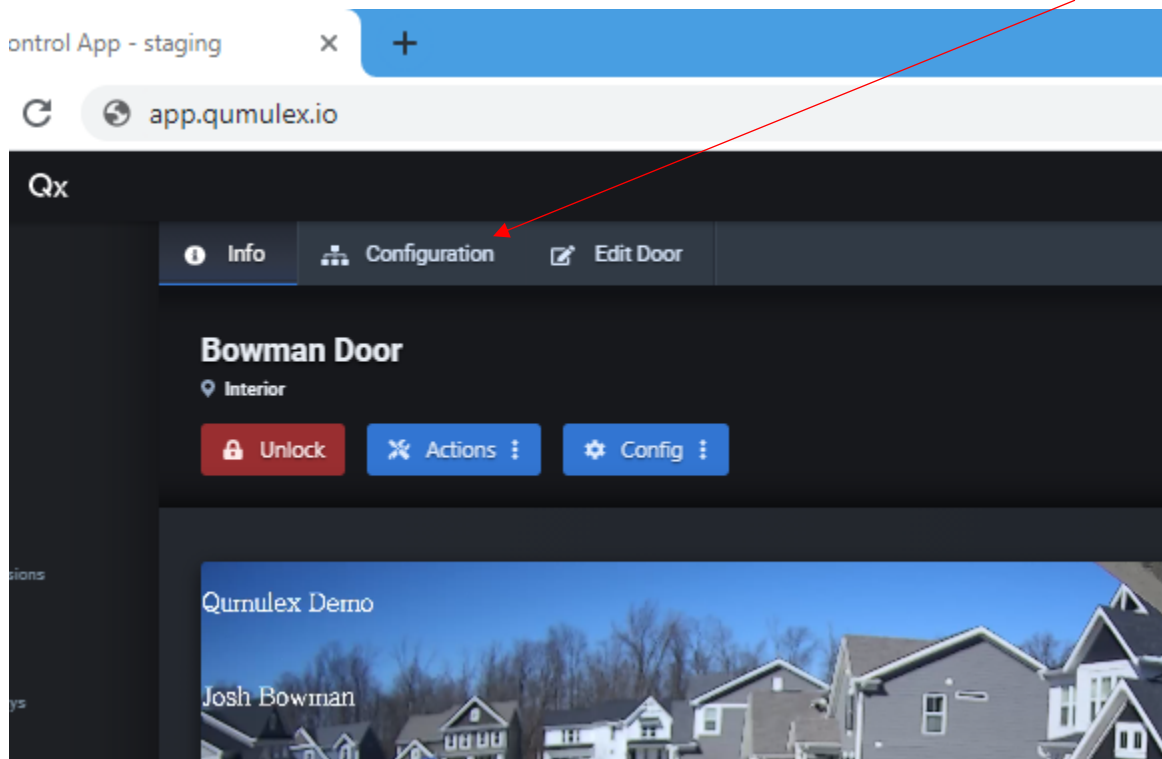 ontrol App - staging
app.qumulex.io
Qx
Info Configuration Edit Door
Bowman Door
Interior
Unlock Actions Config
sions
Qumulex Demo
Josh Bowman
ys